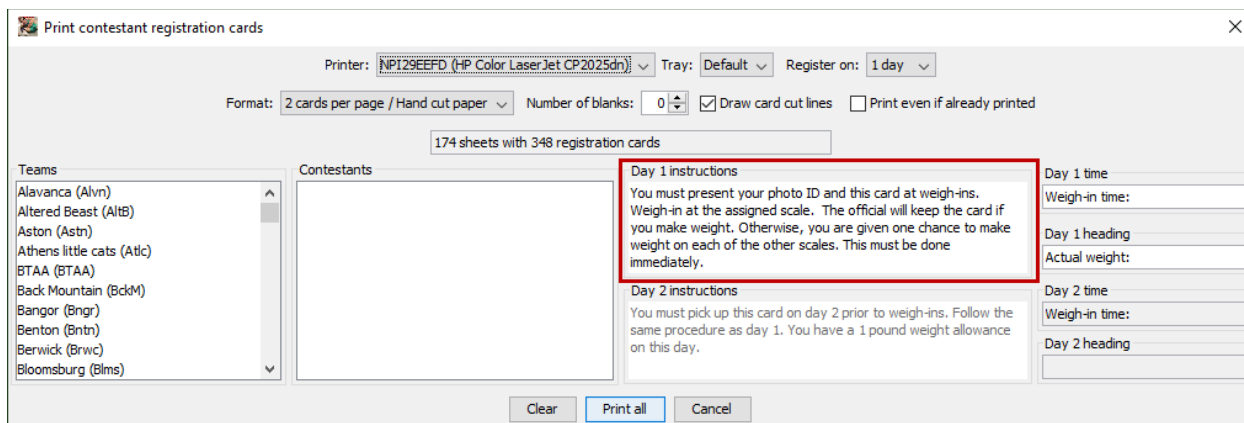 Print contestant registration cards
Printer: NPI29EEFD (HP Color LaserJet CP2025dn) Tray: Default Register on: 1 day
Format: 2 cards per page / Hand cut paper Number of blanks: 0 Draw card cut lines Print even if already printed
174 sheets with 348 registration cards
Teams
Alavanca (Alvn)
Altered Beast (AltB)
Aston (Astn)
Athens little cats (Atlc)
BTAA (BTAA)
Back Mountain (BckM)
Bangor (Bngr)
Benton (Bntn)
Berwick (Brwc)
Bloomsburg (Blms)
Contestants
Day 1 instructions
You must present your photo ID and this card at weigh-ins.
Weigh-in at the assigned scale. The official will keep the card if
you make weight. Otherwise, you are given one chance to make
weight on each of the other scales. This must be done
immediately.
Day 2 instructions
You must pick up this card on day 2 prior to weigh-ins. Follow the
same procedure as day 1. You have a 1 pound weight allowance
on this day.
Day 1 time
Weigh-in time:
Day 1 heading
Actual weight:
Day 2 time
Weigh-in time:
Day 2 heading
Clear Print all Cancel